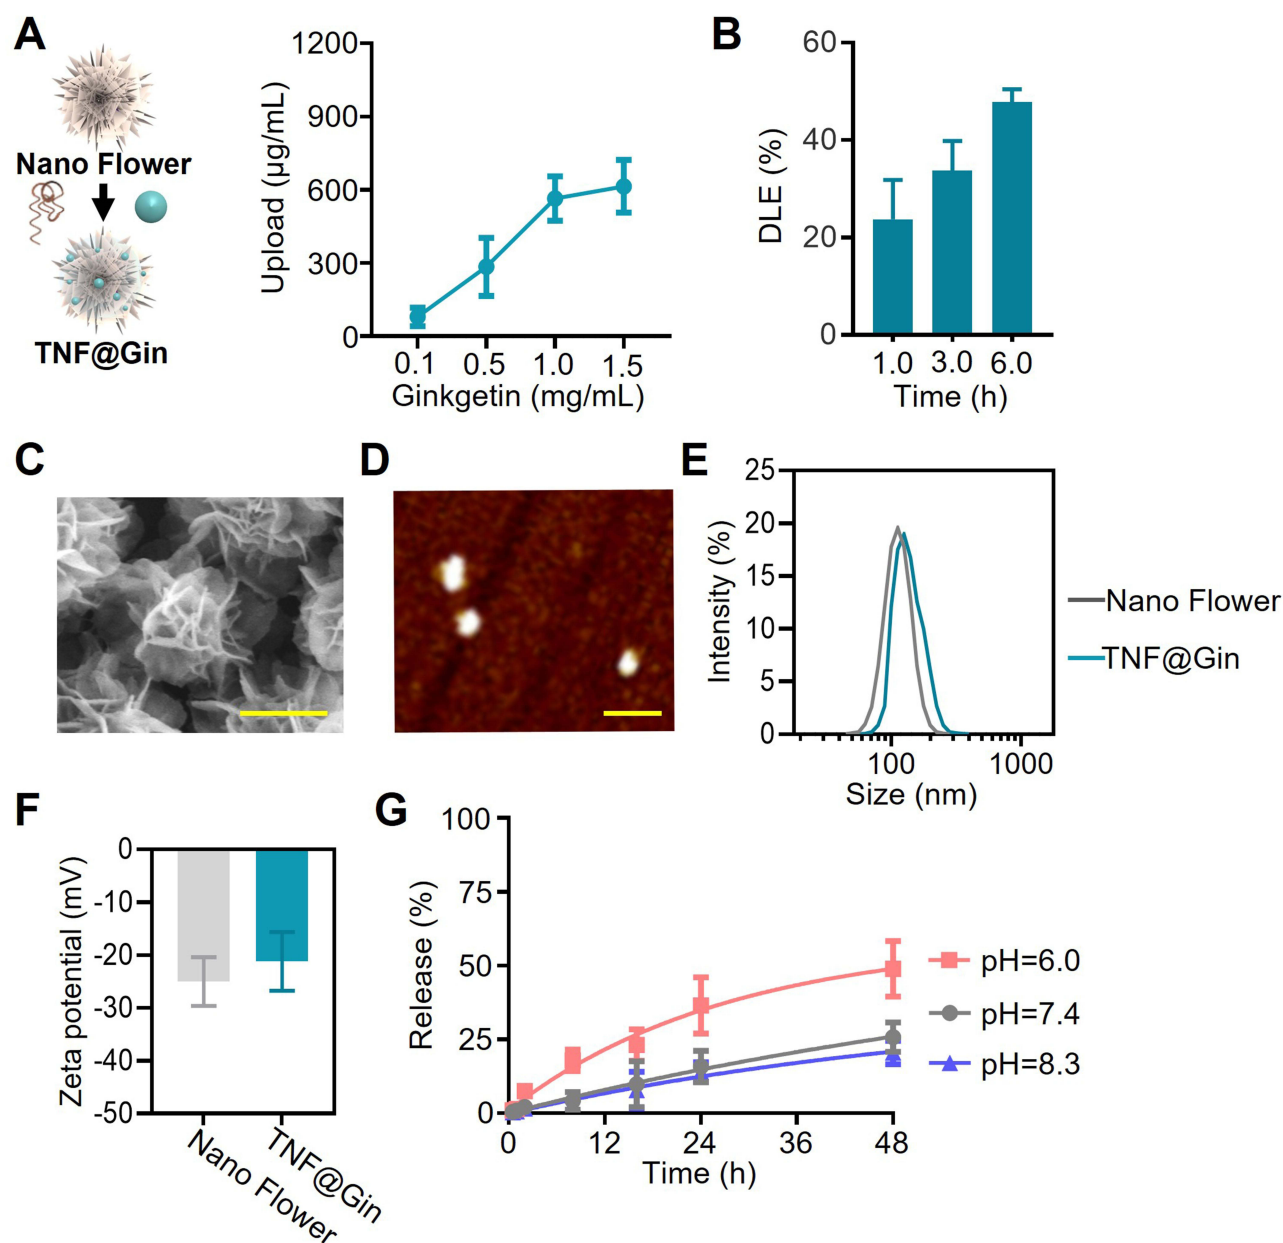 A
Nano Flower
TNF@Gin
1200
900
600
300
0
Upload (μg/mL)
0.1 0.5 1.0 1.5
Ginkgetin (mg/mL)
B
60
40
20
0
DLE (%)
1.0 3.0 6.0
Time (h)
C
D
E
25
20
15
10
5
0
Intensity (%)
100 1000
Size (nm)
Nano Flower
TNF@Gin
F
0
-10
-20
-30
-40
-50
Zeta potential (mV)
Nano Flower
TNF@Gin
G
100
75
50
25
0
Release (%)
0 12 24 36 48
Time (h)
pH=6.0
pH=7.4
pH=8.3